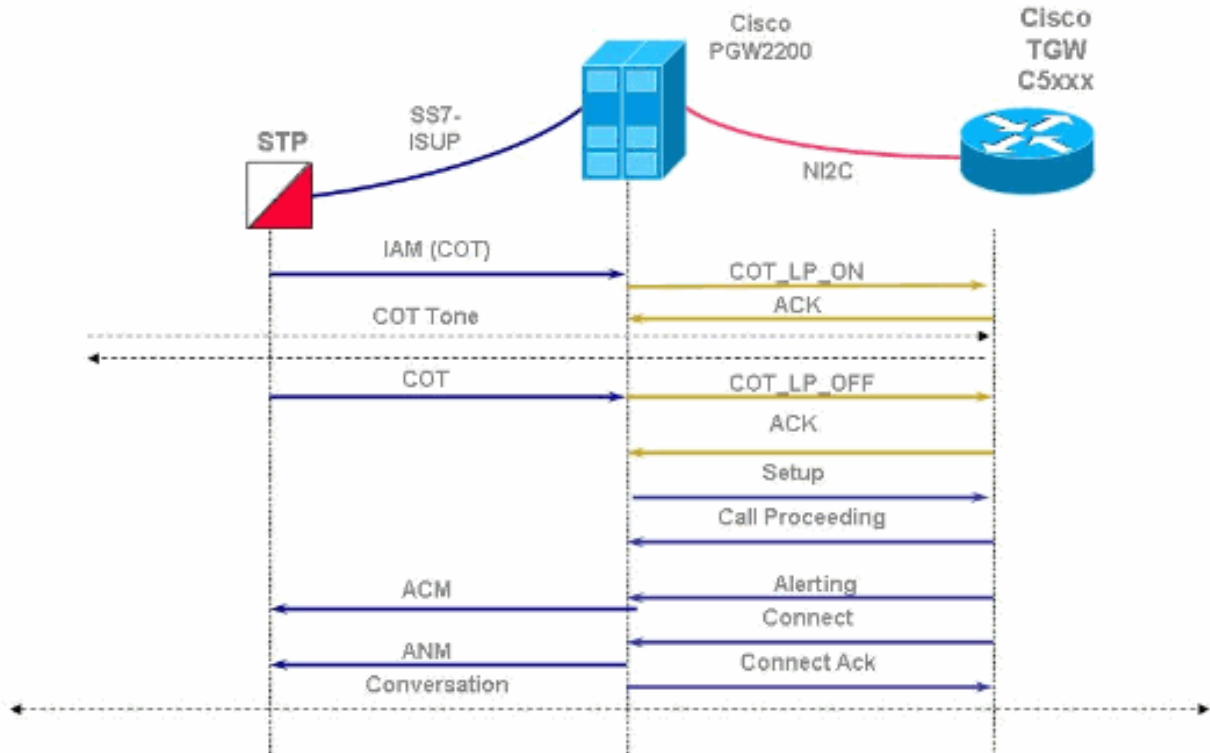 Cisco
PGW2200
Cisco
TGW
C5xxx
SS7-
ISUP
STP
NI2C
IAM (COT)
COT_LP_ON
ACK
COT Tone
COT
COT_LP_OFF
ACK
Setup
Call Proceeding
Alerting
ACM
Connect
ANM
Connect Ack
Conversation